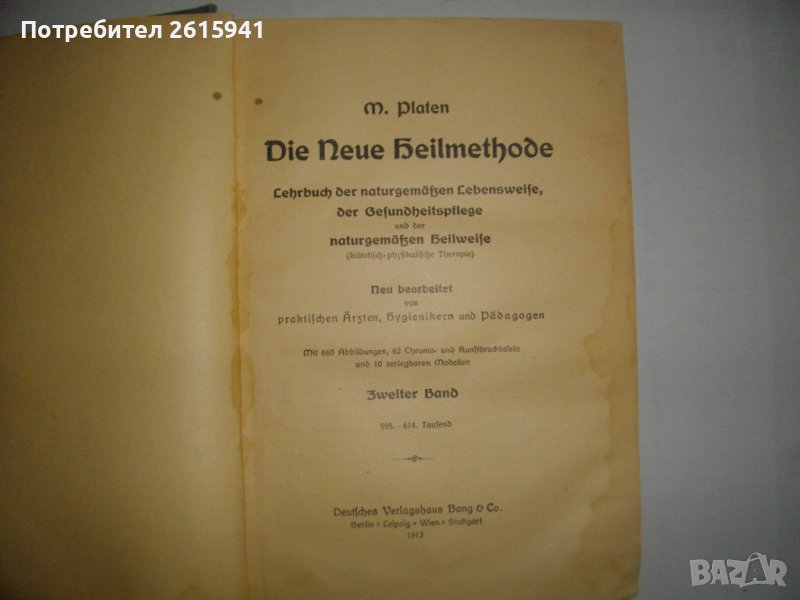 Потребител 2615941
M. Platen
Die Neue Heilmethode
Lehrbuch der naturgemäßen Lebensweiſe,
der Geſundheitspflege
und der
naturgemäßen Heilweiſe
(diätetiſch-phyſikaliſche Therapie)
Neu bearbeitet
von
praktiſchen Ärzten, Hygienikern und Pädagogen
Mit 660 Abbildungen, 62 Chromo- und Kunſtdrucktafeln
und 10 zerlegbaren Modellen
Zweiter Band
595.—614. Tauſend
Deutſches Verlagshaus Bong & Co.
Berlin * Leipzig * Wien * Stuttgart
1913
BAZAR